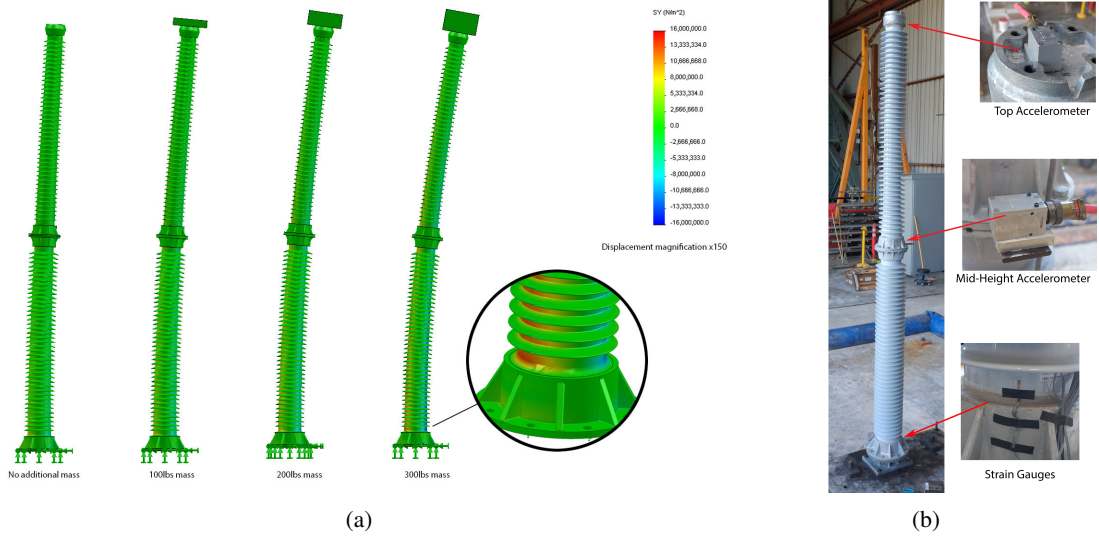 SY (N/m^2)
16,000,000.0
13,333,334.0
10,666,668.0
8,000,000.0
5,333,334.0
2,666,668.0
0.0
-2,666,666.0
-5,333,333.0
-8,000,000.0
-10,666,666.0
-13,333,333.0
-16,000,000.0
Displacement magnification x150
No additional mass
100lbs mass
200lbs mass
300lbs mass
(a)
Top Accelerometer
Mid-Height Accelerometer
Strain Gauges
(b)